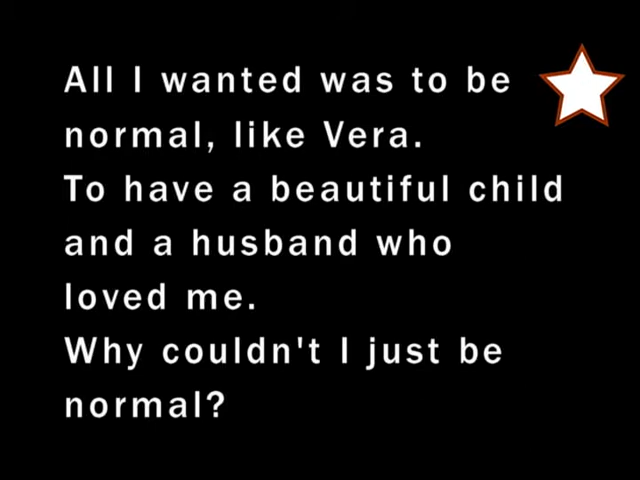 All I wanted was to be
normal, like Vera.
To have a beautiful child
and a husband who
loved me.
Why couldn't I just be
normal?